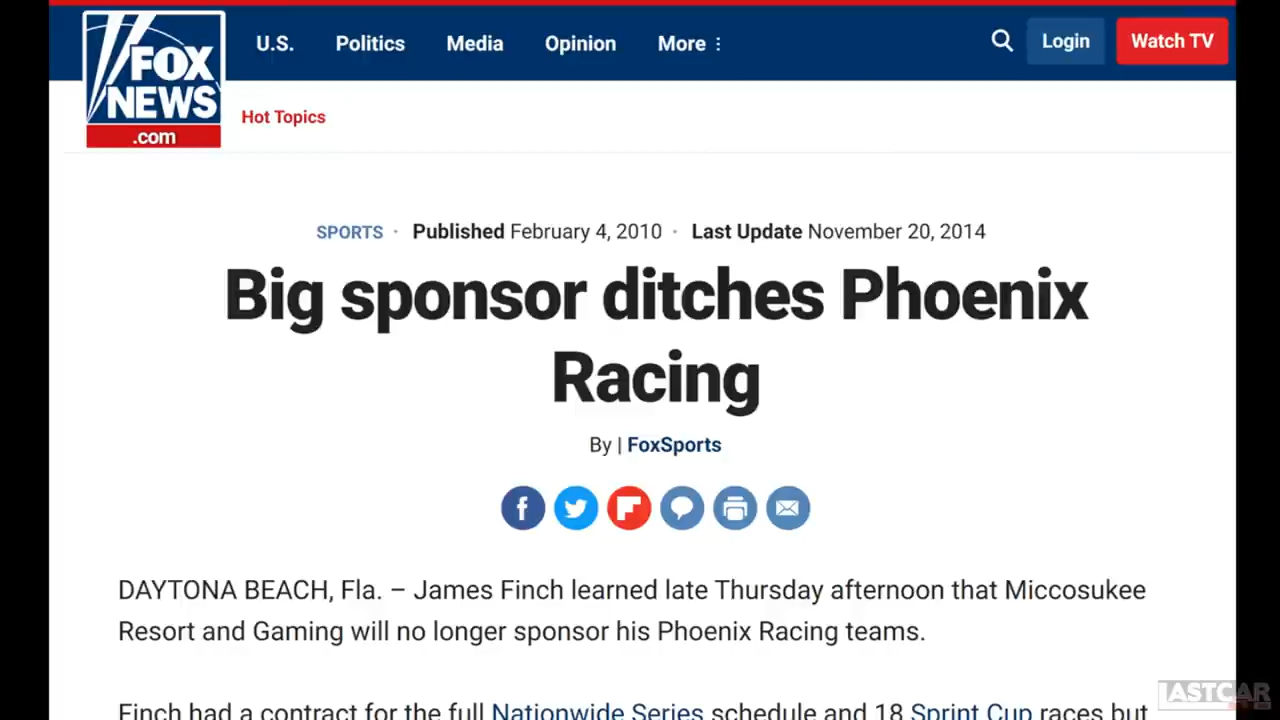 U.S. Politics Media Opinion More Login Watch TV
FOX
NEWS
.com
Hot Topics
SPORTS · Published February 4, 2010 · Last Update November 20, 2014
Big sponsor ditches Phoenix
Racing
By | FoxSports
DAYTONA BEACH, Fla. – James Finch learned late Thursday afternoon that Miccosukee
Resort and Gaming will no longer sponsor his Phoenix Racing teams.
Finch had a contract for the full Nationwide Series schedule and 18 Sprint Cup races but
LASTCAR